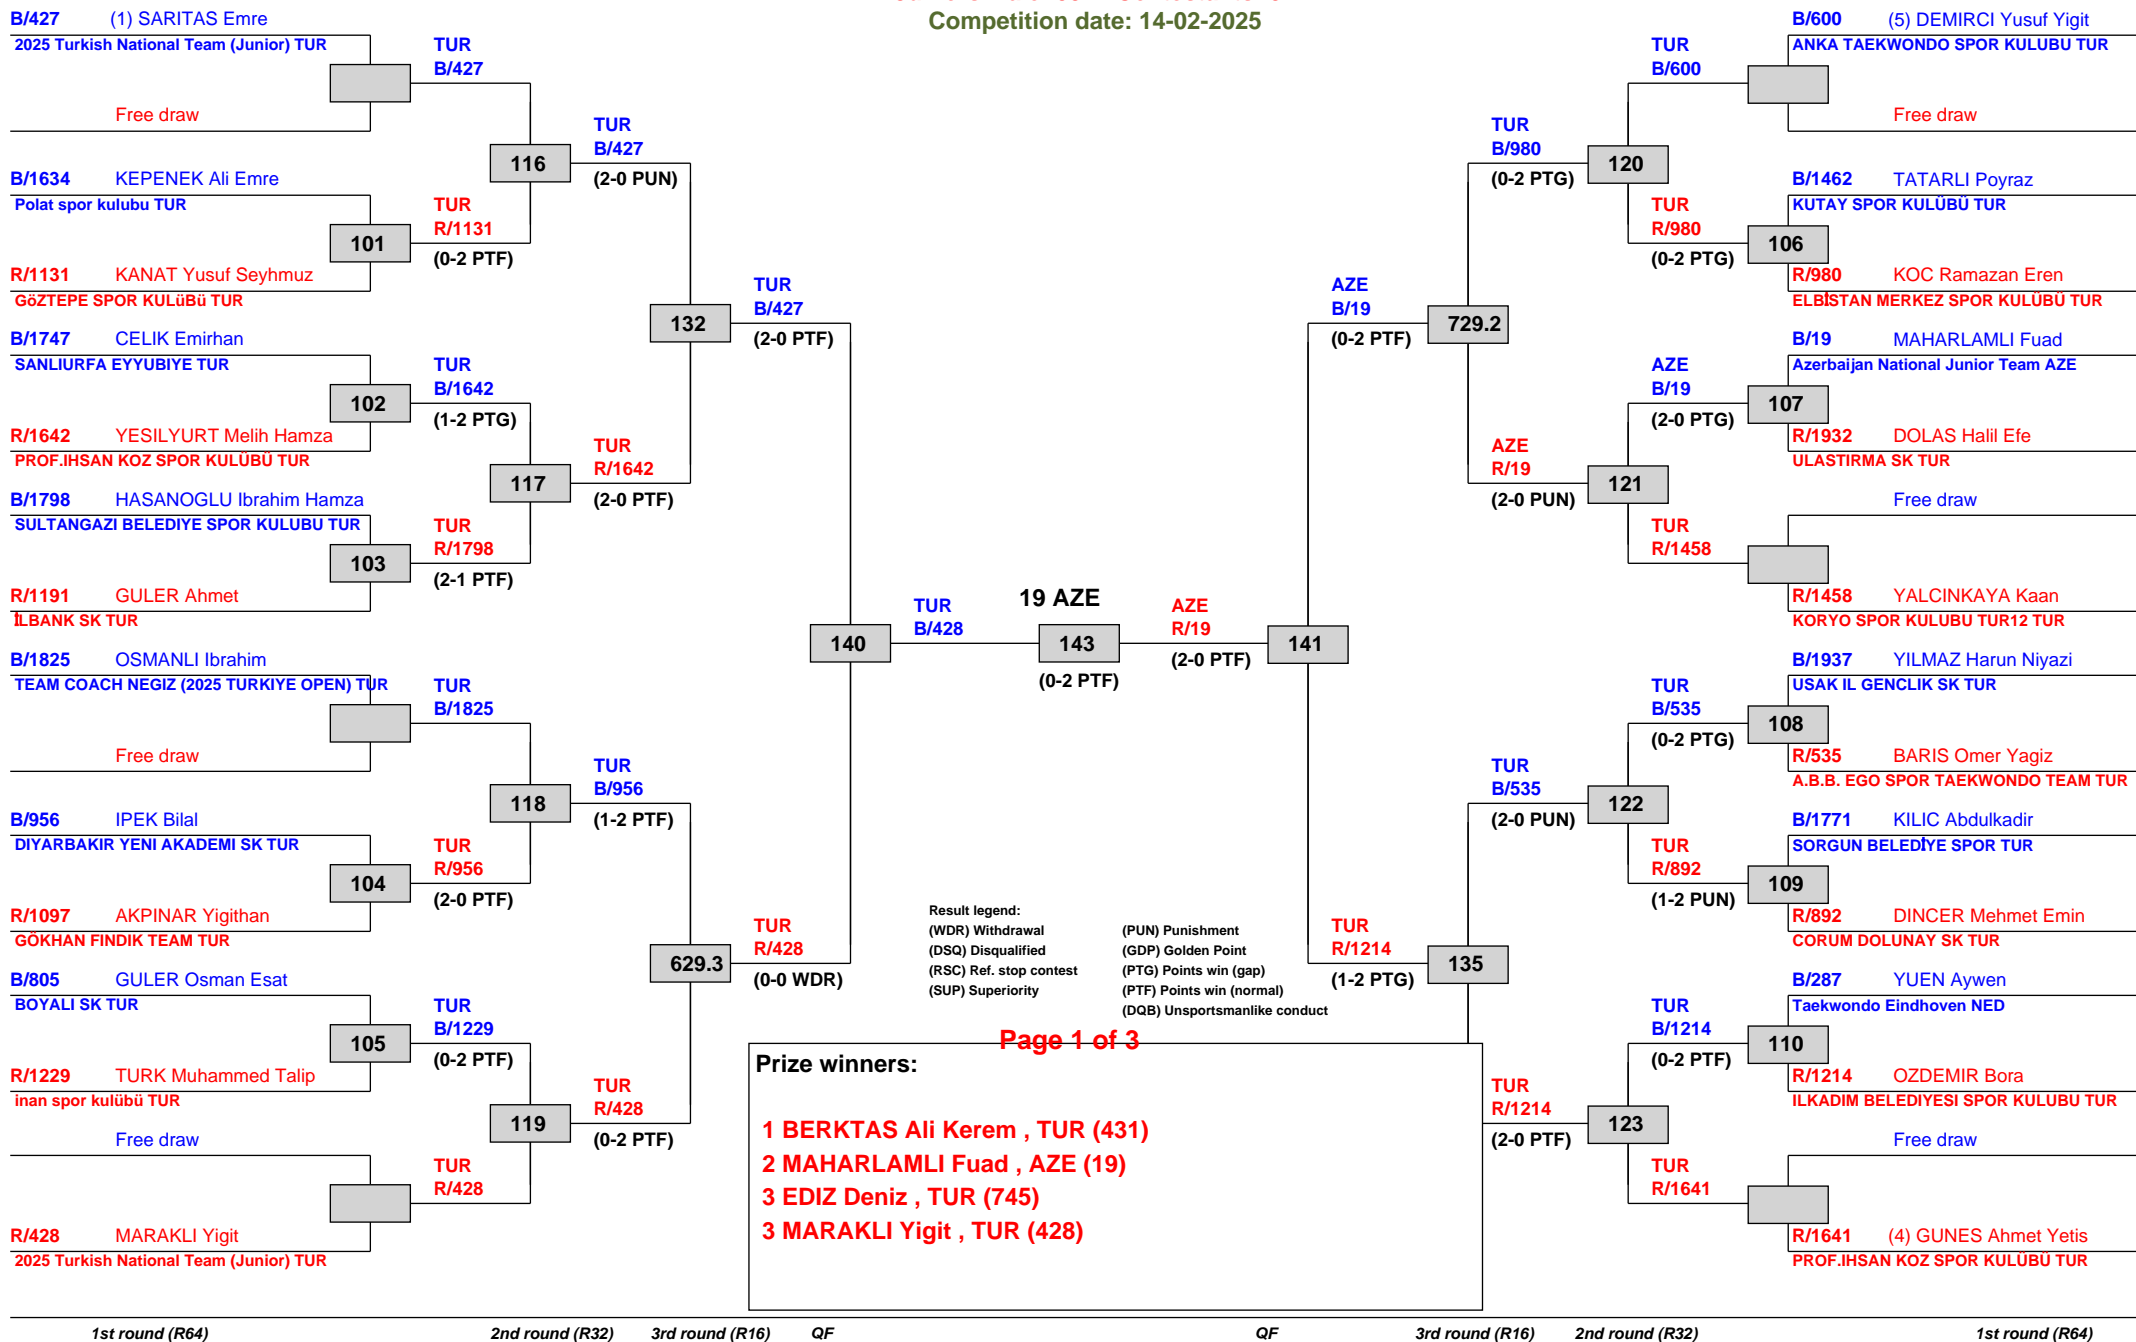 Competition date: 14-02-2025
B/427 (1) SARITAS Emre
2025 Turkish National Team (Junior) TUR
Free draw
B/1634 KEPENEK Ali Emre
Polat spor kulubu TUR
R/1131 KANAT Yusuf Seyhmuz
GöZTEPE SPOR KULüBü TUR
B/1747 CELIK Emirhan
SANLIURFA EYYUBIYE TUR
R/1642 YESILYURT Melih Hamza
PROF.IHSAN KOZ SPOR KULÜBÜ TUR
B/1798 HASANOGLU Ibrahim Hamza
SULTANGAZI BELEDIYE SPOR KULUBU TUR
R/1191 GULER Ahmet
İLBANK SK TUR
B/1825 OSMANLI Ibrahim
TEAM COACH NEGIZ (2025 TURKIYE OPEN) TUR
Free draw
B/956 IPEK Bilal
DIYARBAKIR YENI AKADEMI SK TUR
R/1097 AKPINAR Yigithan
GÖKHAN FINDIK TEAM TUR
B/805 GULER Osman Esat
BOYALI SK TUR
R/1229 TURK Muhammed Talip
inan spor kulübü TUR
Free draw
R/428 MARAKLI Yigit
2025 Turkish National Team (Junior) TUR
101
102
103
104
105
TUR
B/427
TUR
R/1131
(0-2 PTF)
TUR
B/1642
(1-2 PTG)
TUR
R/1798
(2-1 PTF)
TUR
B/1825
TUR
R/956
(2-0 PTF)
TUR
B/1229
(0-2 PTF)
TUR
R/428
116
117
118
119
TUR
B/427
(2-0 PUN)
TUR
R/1642
(2-0 PTF)
TUR
B/956
(1-2 PTF)
TUR
R/428
(0-2 PTF)
132
629.3
TUR
B/427
(2-0 PTF)
TUR
R/428
(0-0 WDR)
140
TUR
B/428
19 AZE
143
(0-2 PTF)
AZE
R/19
(2-0 PTF)
141
AZE
B/19
(0-2 PTF)
TUR
R/1214
(1-2 PTG)
729.2
135
TUR
B/980
(0-2 PTG)
AZE
R/19
(2-0 PUN)
TUR
B/535
(2-0 PUN)
TUR
R/1214
(2-0 PTF)
120
121
122
123
TUR
B/600
TUR
R/980
(0-2 PTG)
AZE
B/19
(2-0 PTG)
TUR
R/1458
TUR
B/535
(0-2 PTG)
TUR
R/892
(1-2 PUN)
TUR
B/1214
(0-2 PTF)
TUR
R/1641
106
107
108
109
110
B/600 (5) DEMIRCI Yusuf Yigit
ANKA TAEKWONDO SPOR KULUBU TUR
Free draw
B/1462 TATARLI Poyraz
KUTAY SPOR KULÜBÜ TUR
R/980 KOC Ramazan Eren
ELBİSTAN MERKEZ SPOR KULÜBÜ TUR
B/19 MAHARLAMLI Fuad
Azerbaijan National Junior Team AZE
R/1932 DOLAS Halil Efe
ULASTIRMA SK TUR
Free draw
R/1458 YALCINKAYA Kaan
KORYO SPOR KULUBU TUR12 TUR
B/1937 YILMAZ Harun Niyazi
USAK IL GENCLIK SK TUR
R/535 BARIS Omer Yagiz
A.B.B. EGO SPOR TAEKWONDO TEAM TUR
B/1771 KILIC Abdulkadir
SORGUN BELEDİYE SPOR TUR
R/892 DINCER Mehmet Emin
CORUM DOLUNAY SK TUR
B/287 YUEN Aywen
Taekwondo Eindhoven NED
R/1214 OZDEMIR Bora
ILKADIM BELEDIYESI SPOR KULUBU TUR
Free draw
R/1641 (4) GUNES Ahmet Yetis
PROF.IHSAN KOZ SPOR KULÜBÜ TUR
Result legend:
(WDR) Withdrawal (PUN) Punishment
(DSQ) Disqualified (GDP) Golden Point
(RSC) Ref. stop contest (PTG) Points win (gap)
(SUP) Superiority (PTF) Points win (normal)
(DQB) Unsportsmanlike conduct
Page 1 of 3
Prize winners:
1 BERKTAS Ali Kerem , TUR (431)
2 MAHARLAMLI Fuad , AZE (19)
3 EDIZ Deniz , TUR (745)
3 MARAKLI Yigit , TUR (428)
1st round (R64) 2nd round (R32) 3rd round (R16) QF QF 3rd round (R16) 2nd round (R32) 1st round (R64)